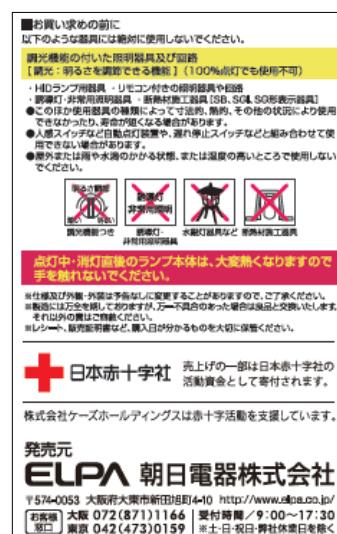 ■お買い求めの前に
以下のような器具には絶対に使用しないでください。
調光機能の付いた照明器具及び回路
【調光：明るさを調節できる機能】(100%点灯でも使用不可)
・HIDランプ用器具 ・リモコン付きの照明器具や回路
・誘導灯・非常用照明器具 ・断熱材施工器具[SB、SGI、SG形表示器具]
●このほか使用器具の種類によって寸法的、熱的、その他の状況により使用
できなかったり、寿命が短くなる場合があります。
●人感スイッチなど自動点灯装置や、遅れ停止スイッチなどと組み合わせて使
用できない場合があります。
●屋外または雨や水滴のかかる状態、または湿度の高いところで使用しない
でください。
明るさ調節
暗い 明るい
誘導灯
非常用照明
調光機能つき 誘導灯・ 水銀灯器具など 断熱材施工器具
非常用照明器具
点灯中・消灯直後のランプ本体は、大変熱くなりますので
手を触れないでください。
※仕様及び外観・外装は予告なしに変更することがありますので、ご了承ください。
※製造には万全を期しておりますが、万一不具合のあった場合は良品と交換いたします。
それ以外の責はご容赦ください。
※レシート、販売証明書など、購入日が分かるものを大切に保管ください。
日本赤十字社
売上げの一部は日本赤十字社の
活動資金として寄付されます。
株式会社ケーズホールディングスは赤十字活動を支援しています。
発売元
ELPA 朝日電器株式会社
〒574-0053 大阪府大東市新田旭町4-10 http://www.elpa.co.jp/
お客様
窓口
大阪 072(871)1166 受付時間／9:00〜17:30
東京 042(473)0159 ※土・日・祝日・弊社休業日を除く